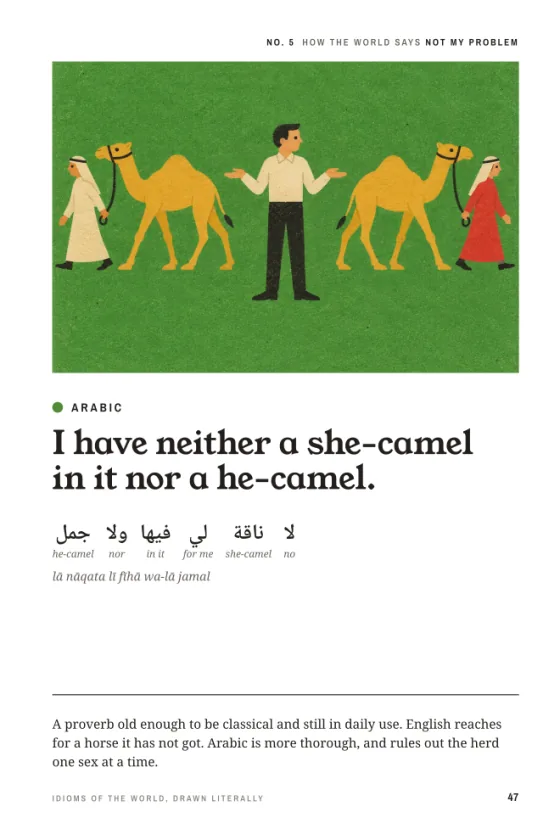 NO. 5 HOW THE WORLD SAYS NOT MY PROBLEM
ARABIC
I have neither a she-camel
in it nor a he-camel.
لا ناقة لي فيها ولا جمل
he-camel nor in it for me she-camel no
lā nāqata lī fīhā wa-lā jamal
A proverb old enough to be classical and still in daily use. English reaches
for a horse it has not got. Arabic is more thorough, and rules out the herd
one sex at a time.
IDIOMS OF THE WORLD, DRAWN LITERALLY 47